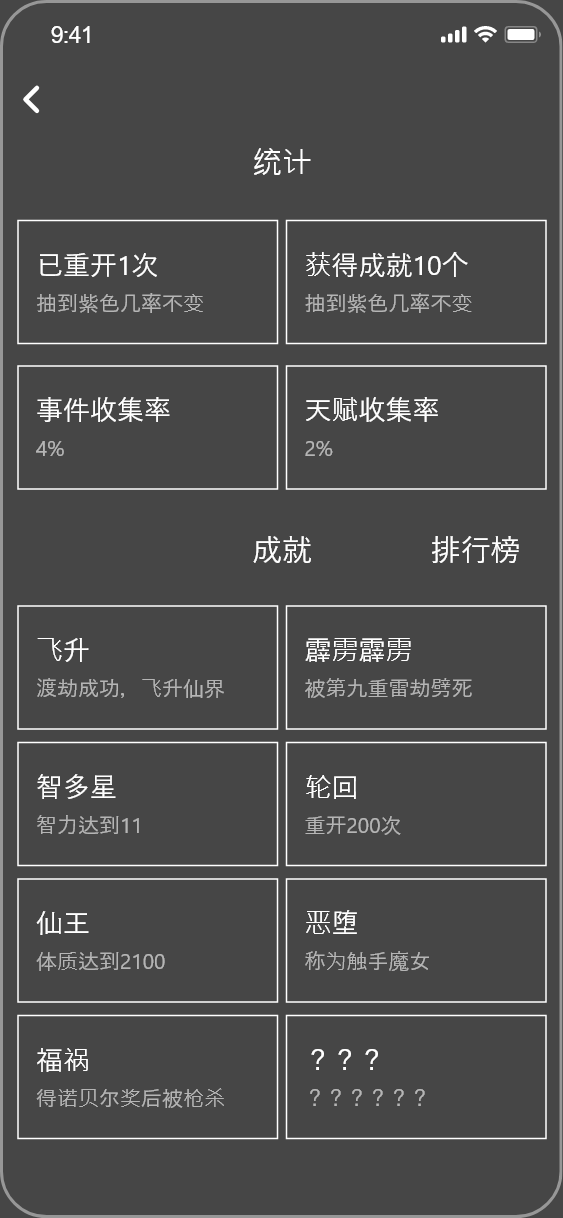 9:41
统计
已重开1次
抽到紫色几率不变
获得成就10个
抽到紫色几率不变
事件收集率
4%
天赋收集率
2%
成就
排行榜
飞升
渡劫成功，飞升仙界
霹雳霹雳
被第九重雷劫劈死
智多星
智力达到11
轮回
重开200次
仙王
体质达到2100
恶堕
称为触手魔女
福祸
得诺贝尔奖后被枪杀
？？？
？？？？？？